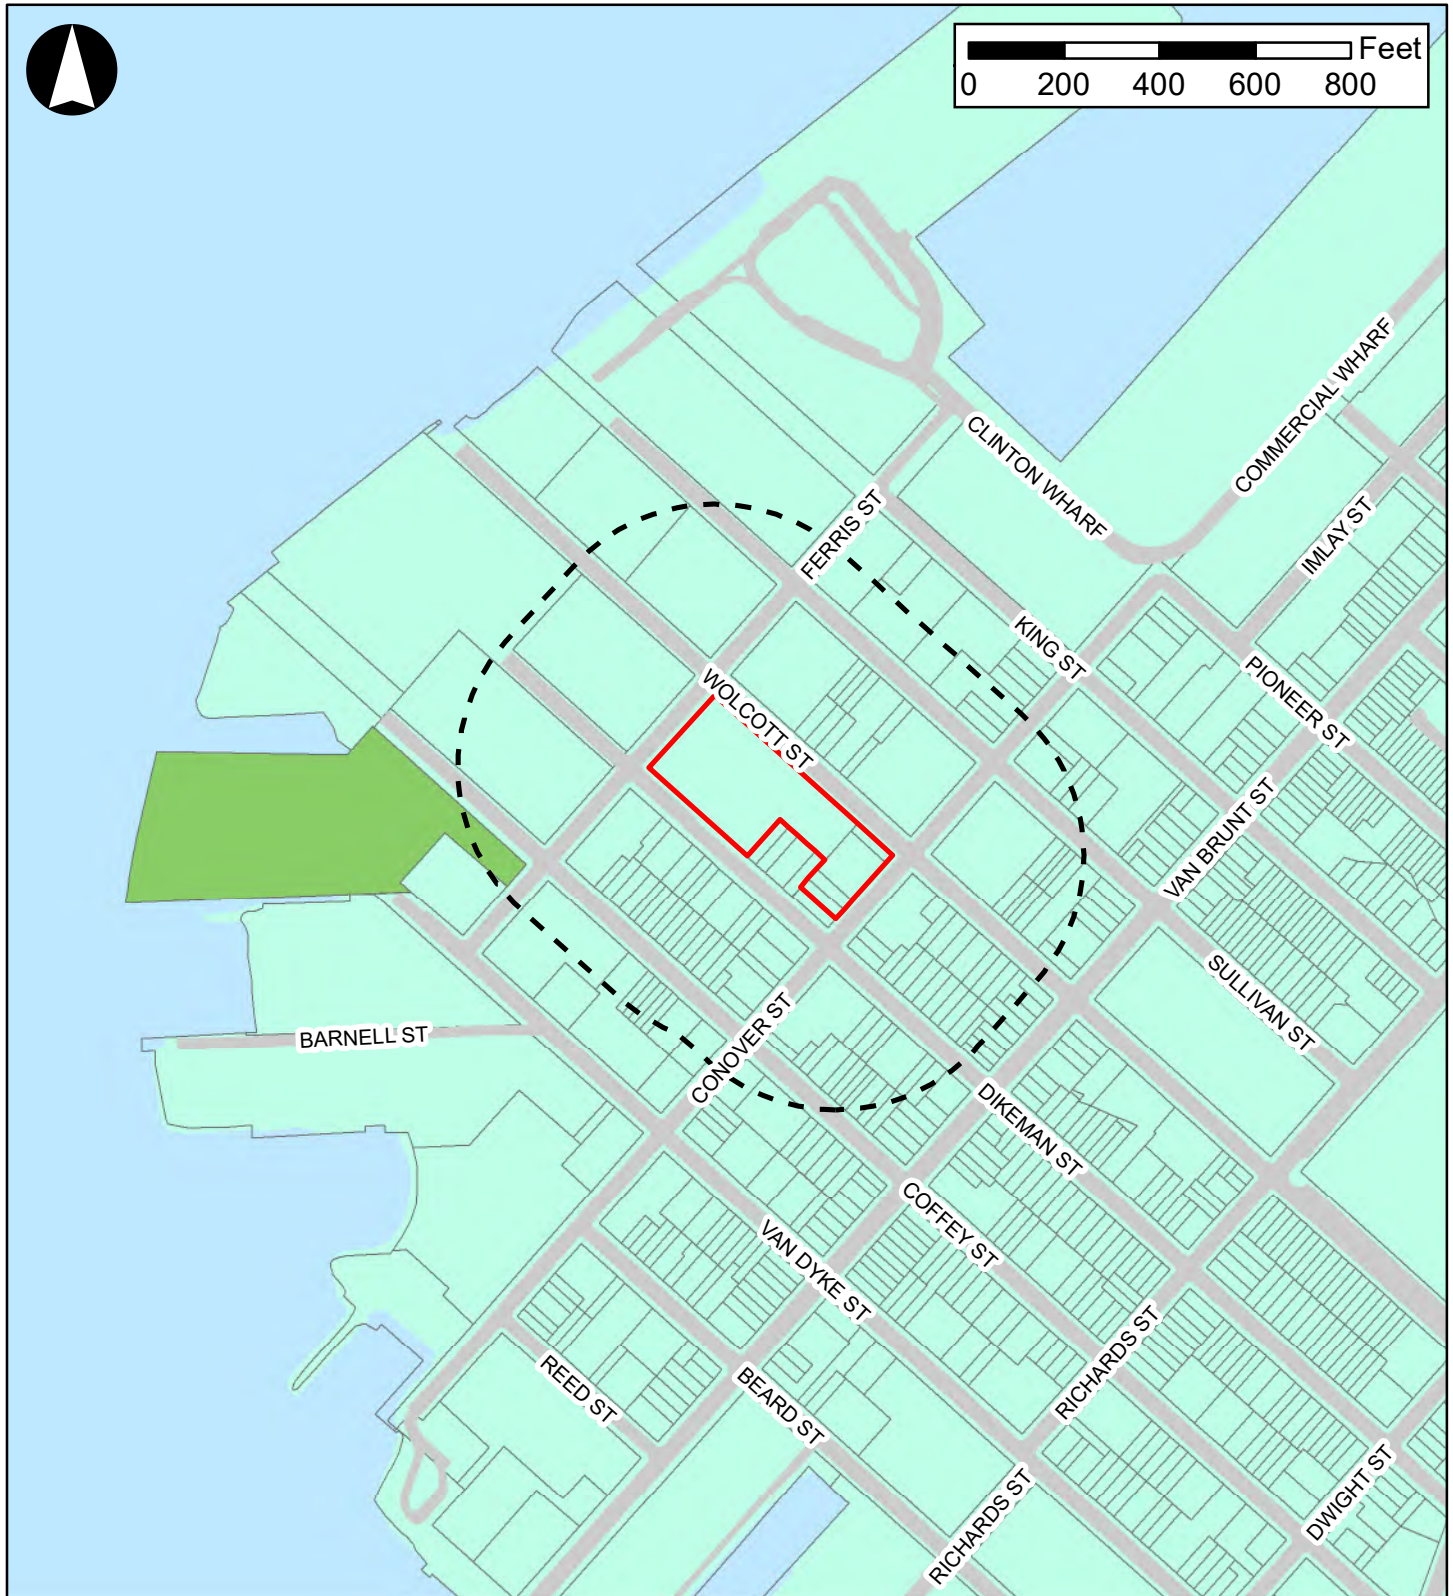 Feet
0 200 400 600 800
COMMERCIAL WHARF
CLINTON WHARF
FERRIS ST
IMLAY ST
KING ST
PIONEER ST
WOLCOTT ST
VAN BRUNT ST
SULLIVAN ST
BARNELL ST
CONOVER ST
DIKEMAN ST
COFFEY ST
VAN DYKE ST
RICHARDS ST
REED ST
BEARD ST
DWIGHT ST
RICHARDS ST